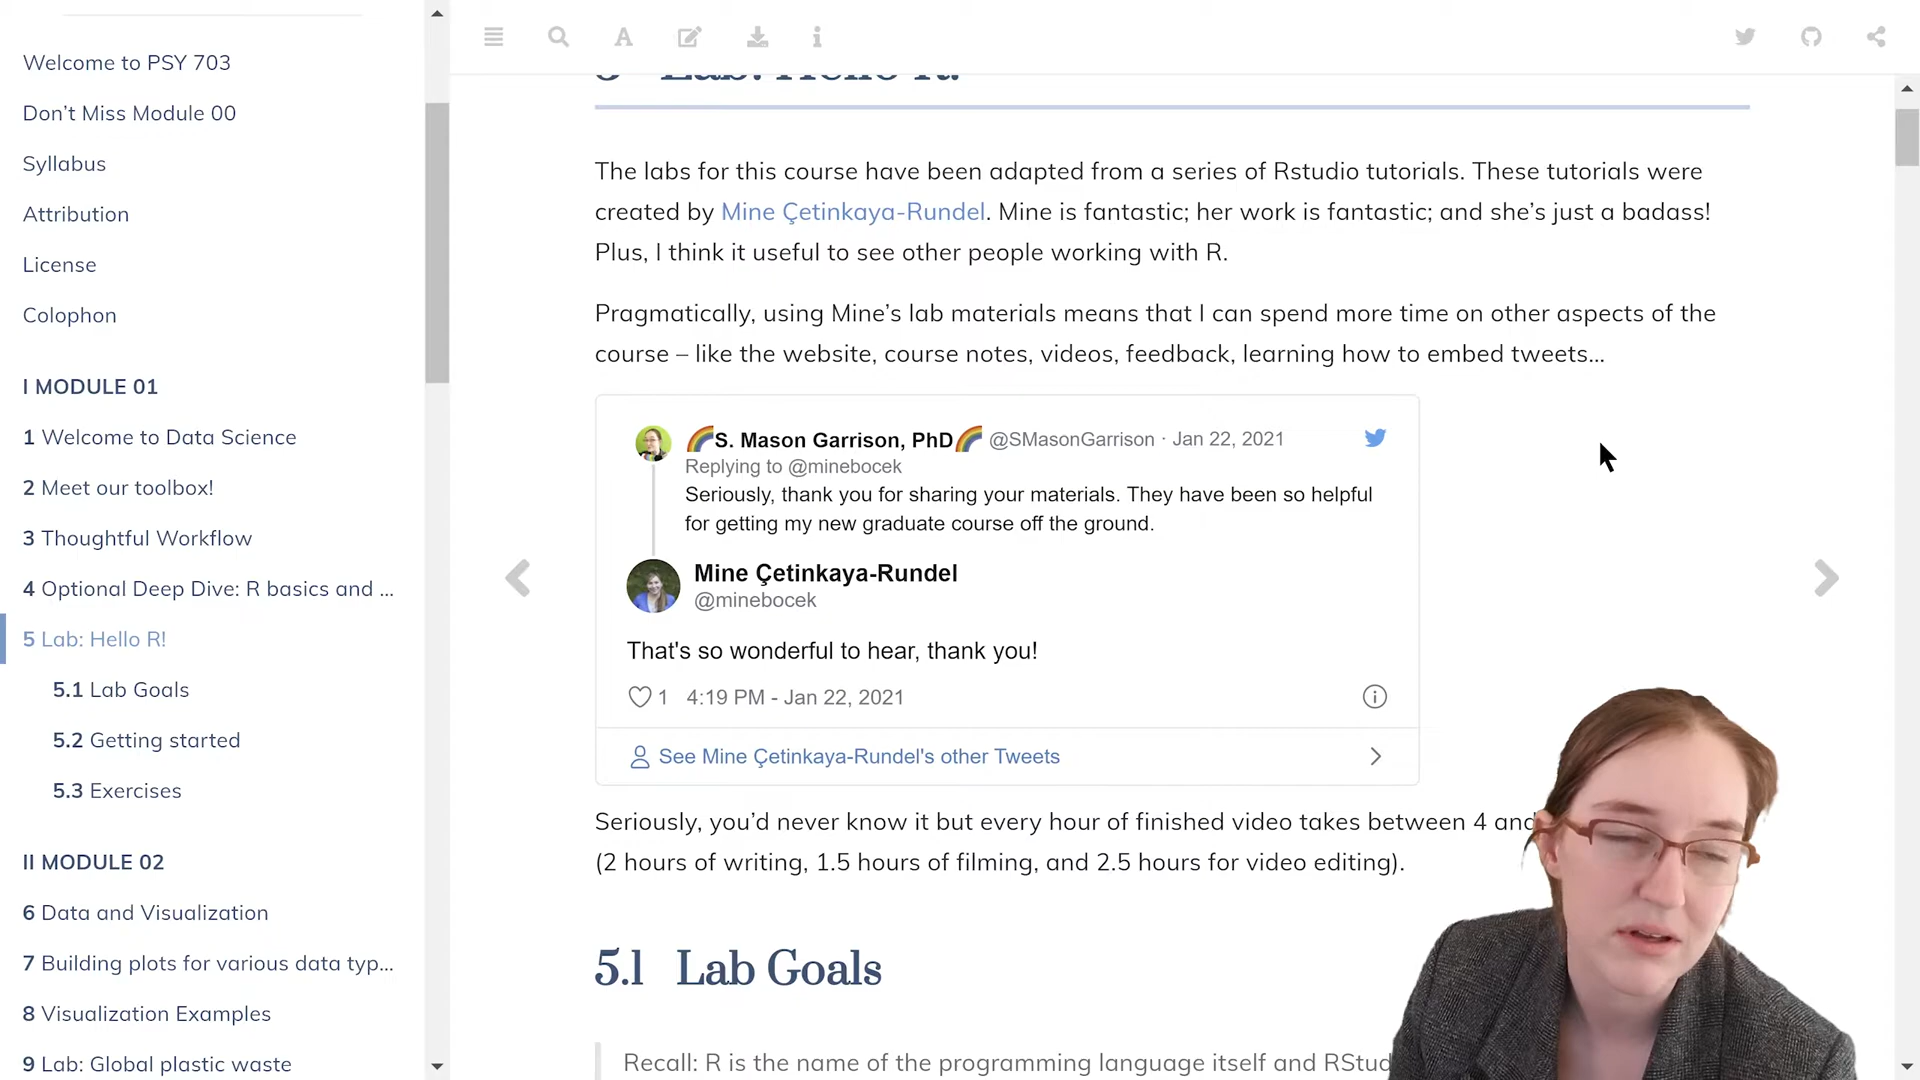 Welcome to PSY 703
Don’t Miss Module 00
Syllabus
Attribution
License
Colophon
I MODULE 01
1 Welcome to Data Science
2 Meet our toolbox!
3 Thoughtful Workflow
4 Optional Deep Dive: R basics and ...
5 Lab: Hello R!
5.1 Lab Goals
5.2 Getting started
5.3 Exercises
II MODULE 02
6 Data and Visualization
7 Building plots for various data typ...
8 Visualization Examples
9 Lab: Global plastic waste
5 Lab: Hello R!
The labs for this course have been adapted from a series of Rstudio tutorials. These tutorials were
created by Mine Çetinkaya-Rundel. Mine is fantastic; her work is fantastic; and she’s just a badass!
Plus, I think it useful to see other people working with R.
Pragmatically, using Mine’s lab materials means that I can spend more time on other aspects of the
course – like the website, course notes, videos, feedback, learning how to embed tweets...
🌈S. Mason Garrison, PhD🌈 @SMasonGarrison · Jan 22, 2021
Replying to @minebocek
Seriously, thank you for sharing your materials. They have been so helpful
for getting my new graduate course off the ground.
Mine Çetinkaya-Rundel
@minebocek
That's so wonderful to hear, thank you!
1 4:19 PM - Jan 22, 2021
See Mine Çetinkaya-Rundel's other Tweets
Seriously, you’d never know it but every hour of finished video takes between 4 and
(2 hours of writing, 1.5 hours of filming, and 2.5 hours for video editing).
5.1 Lab Goals
Recall: R is the name of the programming language itself and